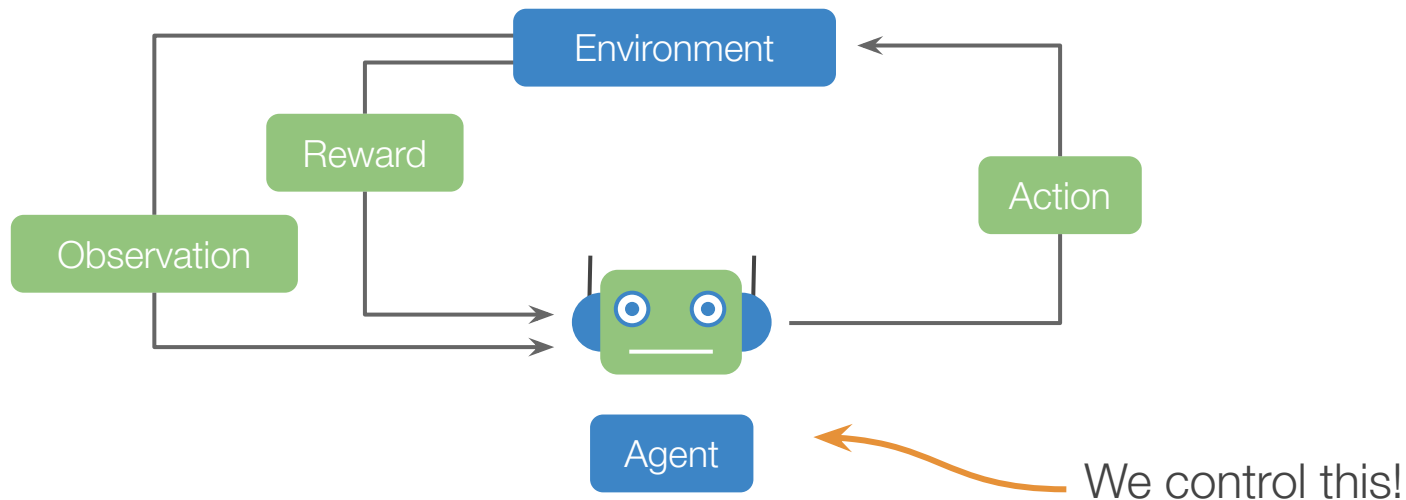 Environment
Reward
Action
Observation
Agent
We control this!